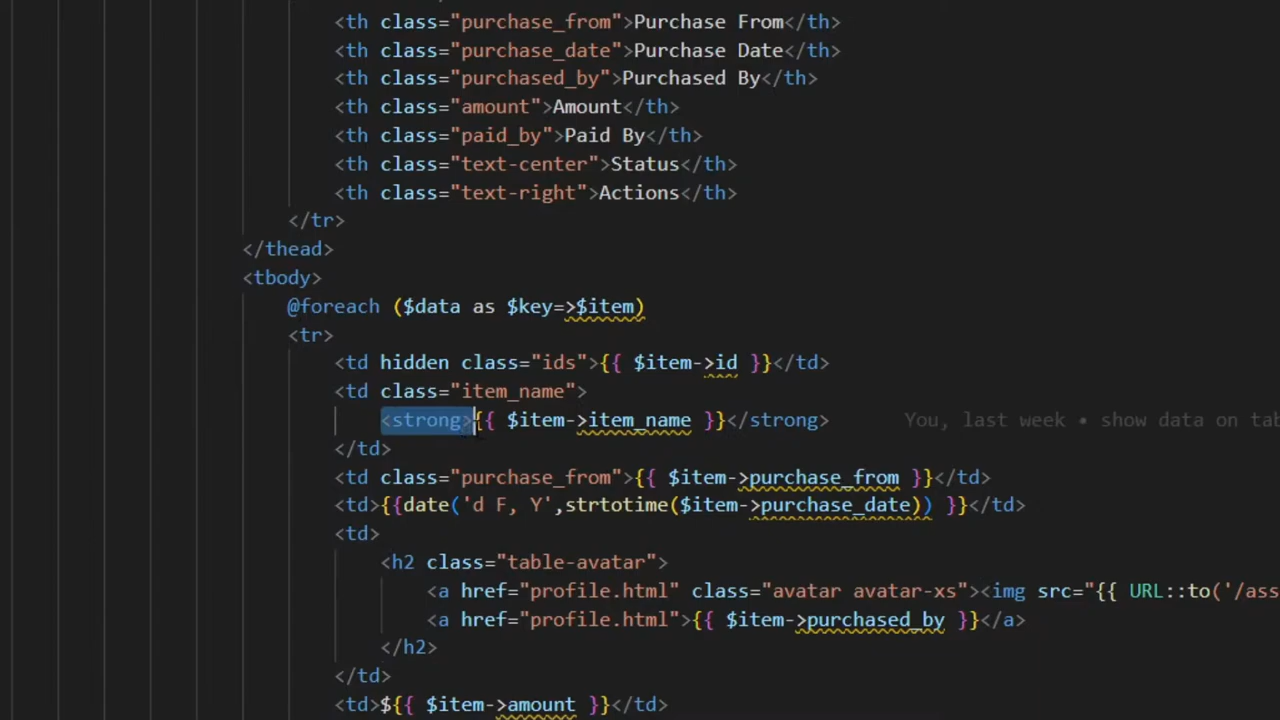 <th class="purchase_from">Purchase From</th>
<th class="purchase_date">Purchase Date</th>
<th class="purchased_by">Purchased By</th>
<th class="amount">Amount</th>
<th class="paid_by">Paid By</th>
<th class="text-center">Status</th>
<th class="text-right">Actions</th>
</tr>
</thead>
<tbody>
@foreach ($data as $key=>$item)
<tr>
<td hidden class="ids">{{ $item->id }}</td>
<td class="item_name">
<strong>{{ $item->item_name }}</strong> You, last week • show data on tab
</td>
<td class="purchase_from">{{ $item->purchase_from }}</td>
<td>{{date('d F, Y',strtotime($item->purchase_date)) }}</td>
<td>
<h2 class="table-avatar">
<a href="profile.html" class="avatar avatar-xs"><img src="{{ URL::to('/ass
<a href="profile.html">{{ $item->purchased_by }}</a>
</h2>
</td>
<td>${{ $item->amount }}</td>